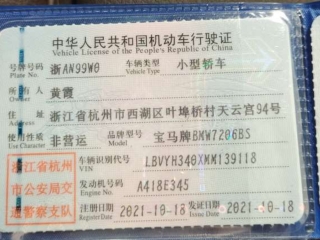 中华人民共和国机动车行驶证
Vehicle License of the People's Republic of China
号牌号码 浙AN99W0 车辆类型 小型轿车
Plate No. Vehicle Type
所有人 黄霞
Owner
住址 浙江省杭州市西湖区叶埠桥村天云宫94号
Address
使用性质 非营运 品牌型号 宝马牌BMW7206BS
Use Character Model
浙江省杭州 车辆识别代号 LBVYH340XMM139118
VIN
市公安局交 发动机号码 A418E345
Engine No.
通警察支队 注册日期 2021-10-18 发证日期 2021-10-18
Register Date Issue Date